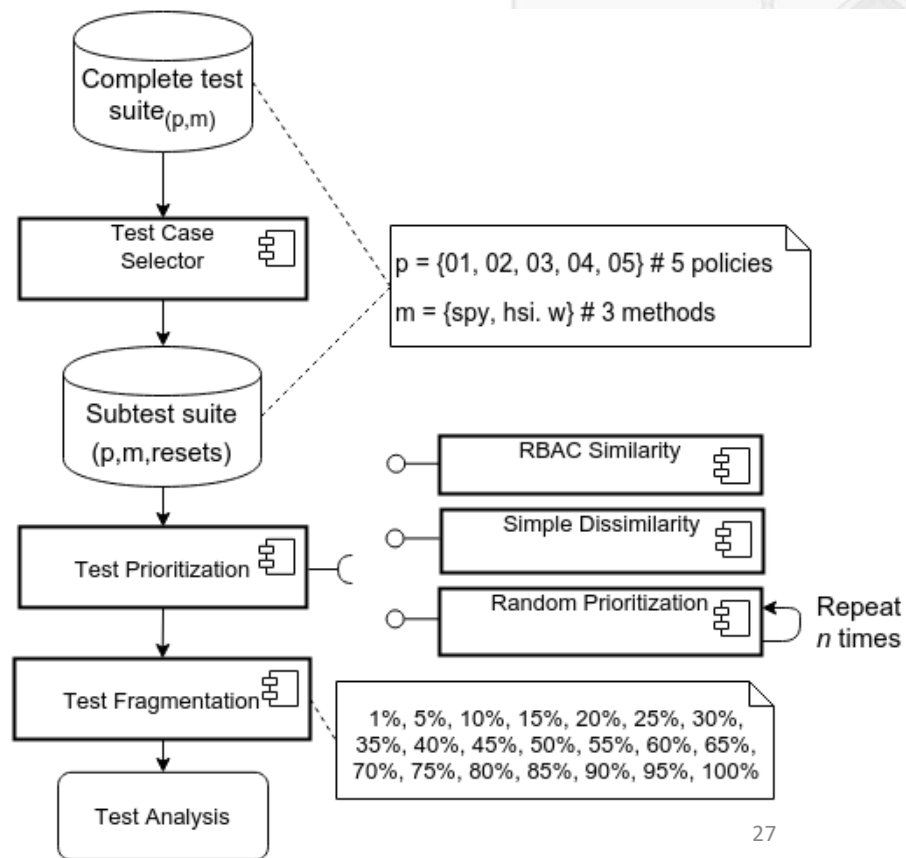 Complete test
suite(p,m)
Test Case
Selector
p = {01, 02, 03, 04, 05} # 5 policies
m = {spy, hsi. w} # 3 methods
Subtest suite
(p,m,resets)
RBAC Similarity
Simple Dissimilarity
Test Prioritization
Random Prioritization
Repeat
n times
Test Fragmentation
1%, 5%, 10%, 15%, 20%, 25%, 30%,
35%, 40%, 45%, 50%, 55%, 60%, 65%,
70%, 75%, 80%, 85%, 90%, 95%, 100%
Test Analysis
27